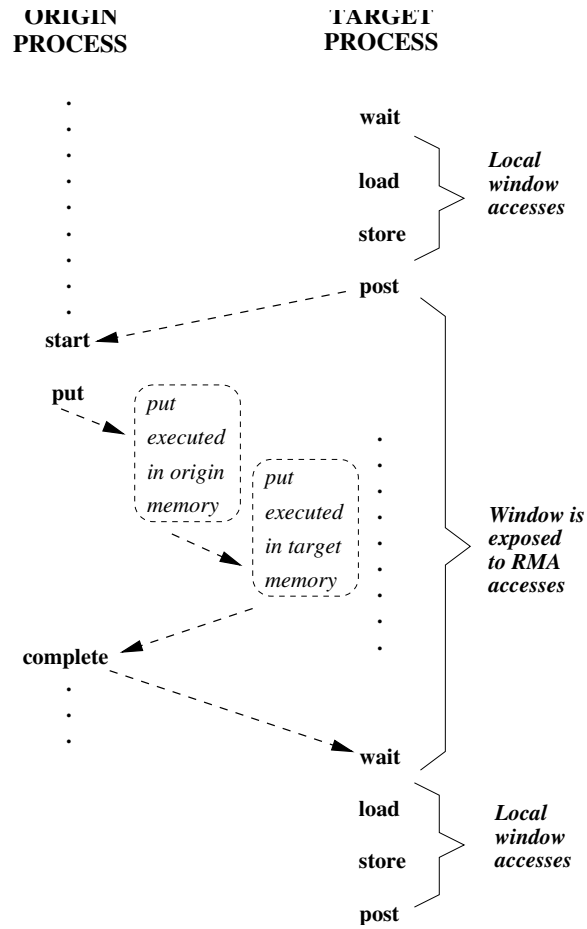 ORIGIN
PROCESS
TARGET
PROCESS
wait
load
store
Local
window
accesses
post
start
put
put
executed
in origin
memory
put
executed
in target
memory
Window is
exposed
to RMA
accesses
complete
wait
load
store
post
Local
window
accesses